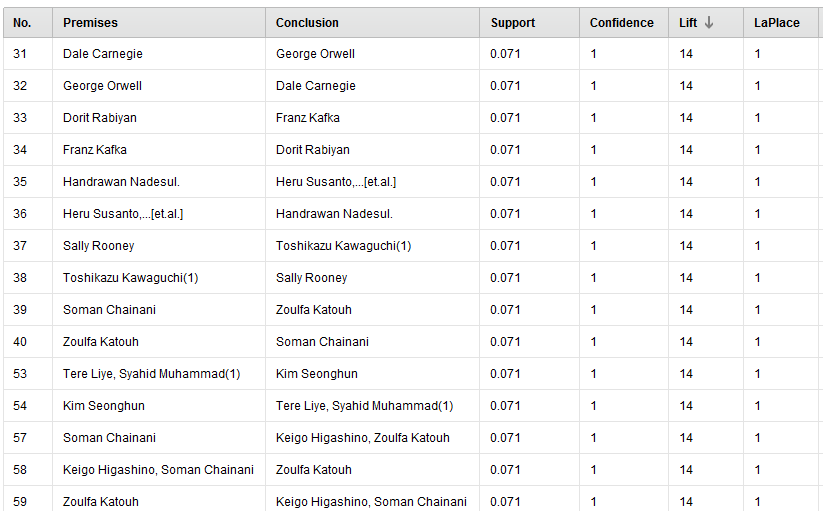 No. Premises Conclusion Support Confidence Lift LaPlace
31 Dale Carnegie George Orwell 0.071 1 14 1
32 George Orwell Dale Carnegie 0.071 1 14 1
33 Dorit Rabiyan Franz Kafka 0.071 1 14 1
34 Franz Kafka Dorit Rabiyan 0.071 1 14 1
35 Handrawan Nadesul. Heru Susanto,...[et.al.] 0.071 1 14 1
36 Heru Susanto,...[et.al.] Handrawan Nadesul. 0.071 1 14 1
37 Sally Rooney Toshikazu Kawaguchi(1) 0.071 1 14 1
38 Toshikazu Kawaguchi(1) Sally Rooney 0.071 1 14 1
39 Soman Chainani Zoulfa Katouh 0.071 1 14 1
40 Zoulfa Katouh Soman Chainani 0.071 1 14 1
53 Tere Liye, Syahid Muhammad(1) Kim Seonghun 0.071 1 14 1
54 Kim Seonghun Tere Liye, Syahid Muhammad(1) 0.071 1 14 1
57 Soman Chainani Keigo Higashino, Zoulfa Katouh 0.071 1 14 1
58 Keigo Higashino, Soman Chainani Zoulfa Katouh 0.071 1 14 1
59 Zoulfa Katouh Keigo Higashino, Soman Chainani 0.071 1 14 1